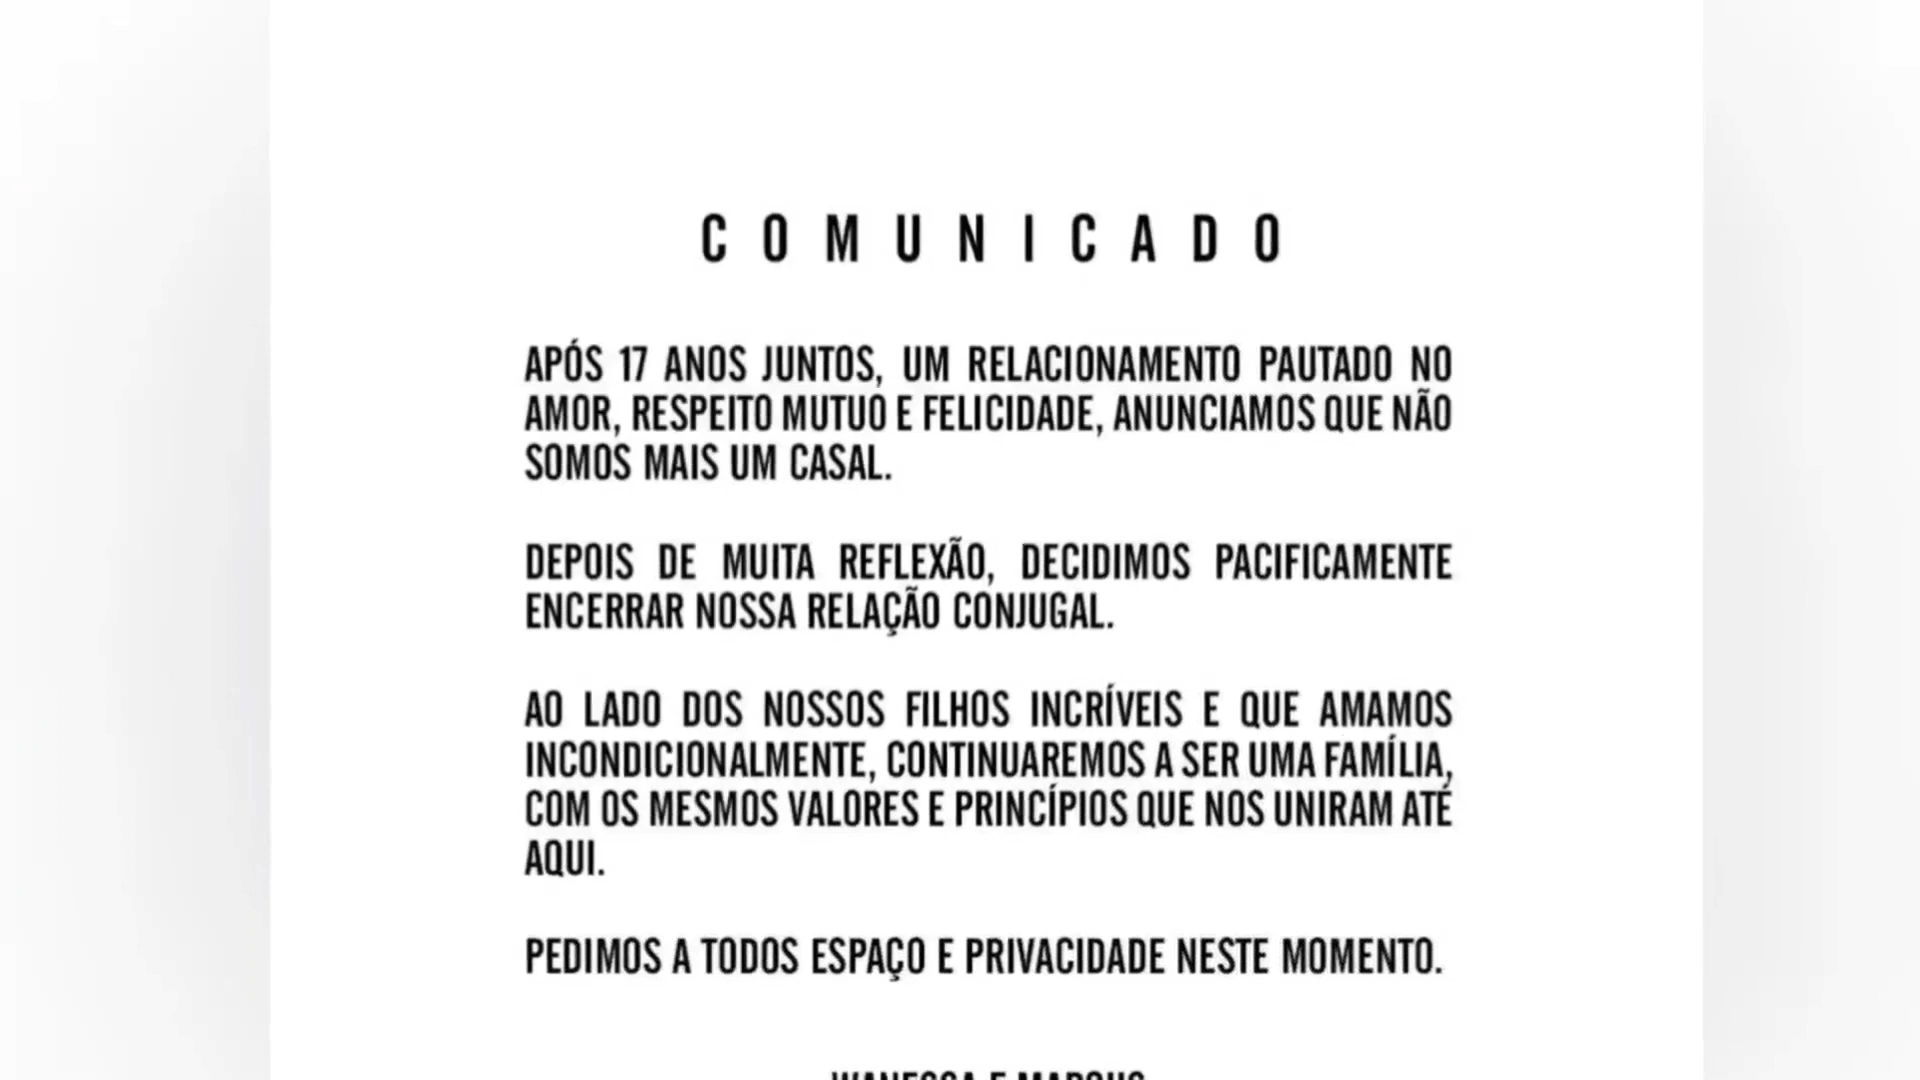 COMUNICADO
APÓS 17 ANOS JUNTOS, UM RELACIONAMENTO PAUTADO NO
AMOR, RESPEITO MUTUO E FELICIDADE, ANUNCIAMOS QUE NÃO
SOMOS MAIS UM CASAL.
DEPOIS DE MUITA REFLEXÃO, DECIDIMOS PACIFICAMENTE
ENCERRAR NOSSA RELAÇÃO CONJUGAL.
AO LADO DOS NOSSOS FILHOS INCRÍVEIS E QUE AMAMOS
INCONDICIONALMENTE, CONTINUAREMOS A SER UMA FAMÍLIA,
COM OS MESMOS VALORES E PRINCÍPIOS QUE NOS UNIRAM ATÉ
AQUI.
PEDIMOS A TODOS ESPAÇO E PRIVACIDADE NESTE MOMENTO.
WANESSA E MARCUS